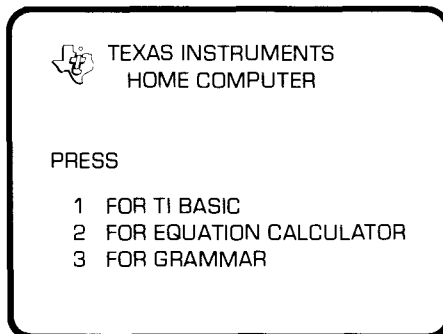 TEXAS INSTRUMENTS
HOME COMPUTER
PRESS
1 FOR TI BASIC
2 FOR EQUATION CALCULATOR
3 FOR GRAMMAR